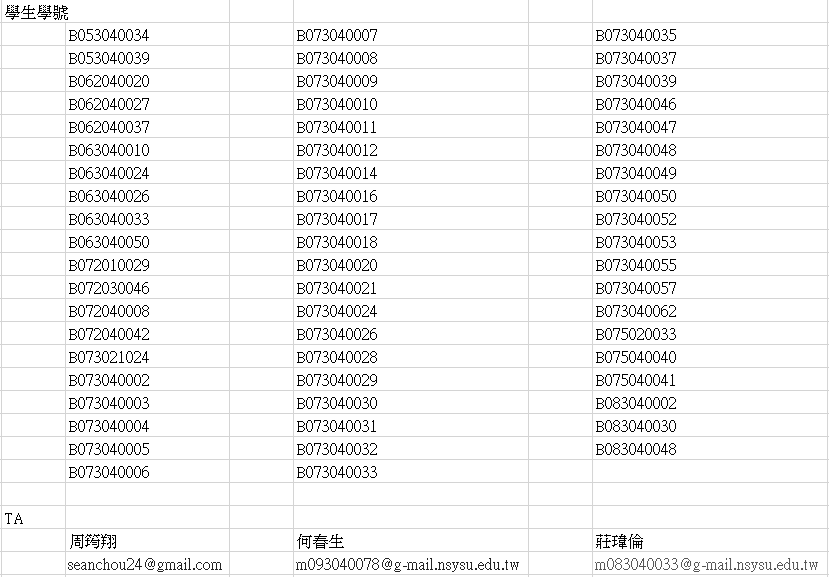 學生學號
B053040034 B073040007 B073040035
B053040039 B073040008 B073040037
B062040020 B073040009 B073040039
B062040027 B073040010 B073040046
B062040037 B073040011 B073040047
B063040010 B073040012 B073040048
B063040024 B073040014 B073040049
B063040026 B073040016 B073040050
B063040033 B073040017 B073040052
B063040050 B073040018 B073040053
B072010029 B073040020 B073040055
B072030046 B073040021 B073040057
B072040008 B073040024 B073040062
B072040042 B073040026 B075020033
B073021024 B073040028 B075040040
B073040002 B073040029 B075040041
B073040003 B073040030 B083040002
B073040004 B073040031 B083040030
B073040005 B073040032 B083040048
B073040006 B073040033
TA
周琦翔 何春生 莊瑋倫
seanchou24@gmail.com m093040078@g-mail.nsysu.edu.tw m083040033@g-mail.nsysu.edu.tw